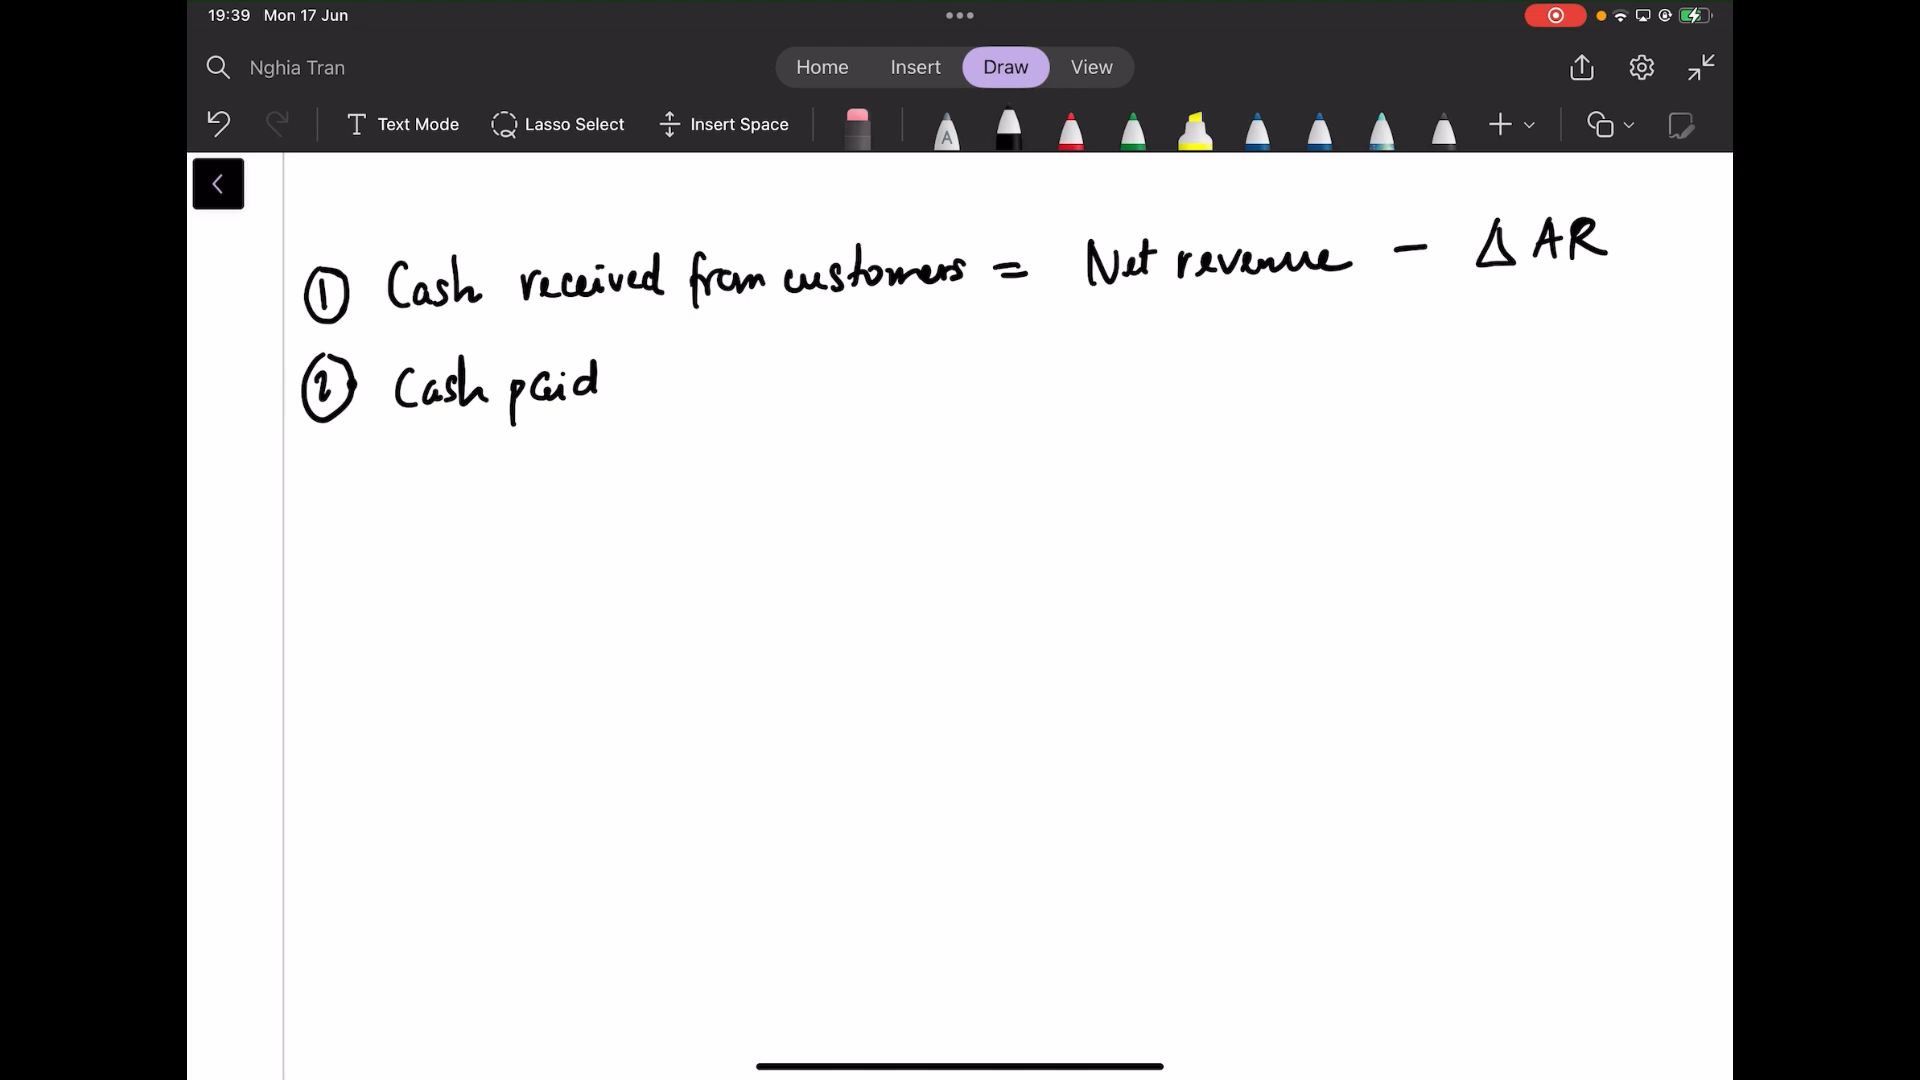 19:39 Mon 17 Jun
Nghia Tran
Home Insert Draw View
Text Mode Lasso Select Insert Space
A
① Cash received from customers = Net revenue - Δ AR
② Cash paid